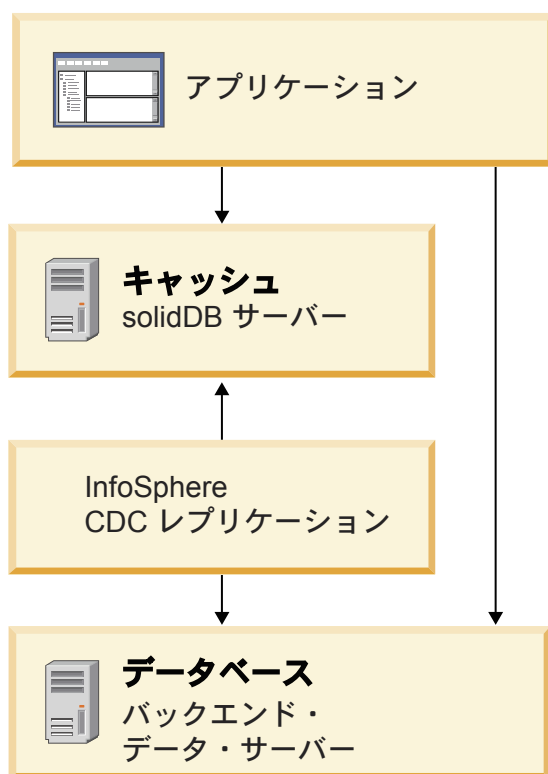 アプリケーション
キャッシュ
solidDB サーバー
InfoSphere
CDC レプリケーション
データベース
バックエンド・
データ・サーバー